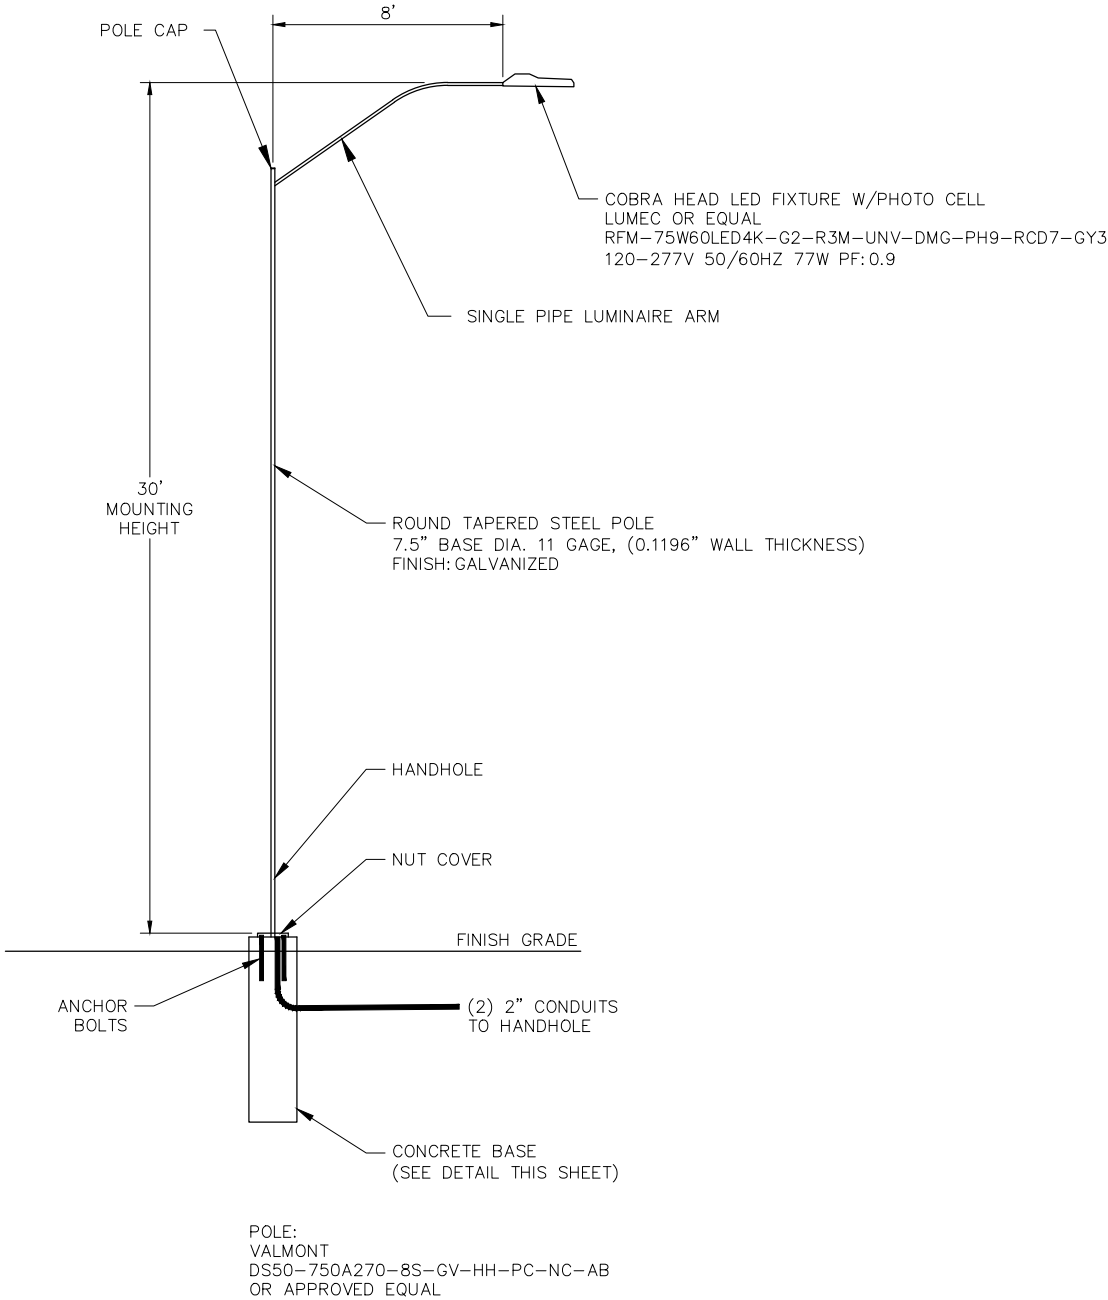 8'
POLE CAP
COBRA HEAD LED FIXTURE W/PHOTO CELL
LUMEC OR EQUAL
RFM-75W60LED4K-G2-R3M-UNV-DMG-PH9-RCD7-GY3
120-277V 50/60HZ 77W PF:0.9
SINGLE PIPE LUMINAIRE ARM
30'
MOUNTING
HEIGHT
ROUND TAPERED STEEL POLE
7.5" BASE DIA. 11 GAGE, (0.1196" WALL THICKNESS)
FINISH: GALVANIZED
HANDHOLE
NUT COVER
FINISH GRADE
ANCHOR
BOLTS
(2) 2" CONDUITS
TO HANDHOLE
CONCRETE BASE
(SEE DETAIL THIS SHEET)
POLE:
VALMONT
DS50-750A270-8S-GV-HH-PC-NC-AB
OR APPROVED EQUAL